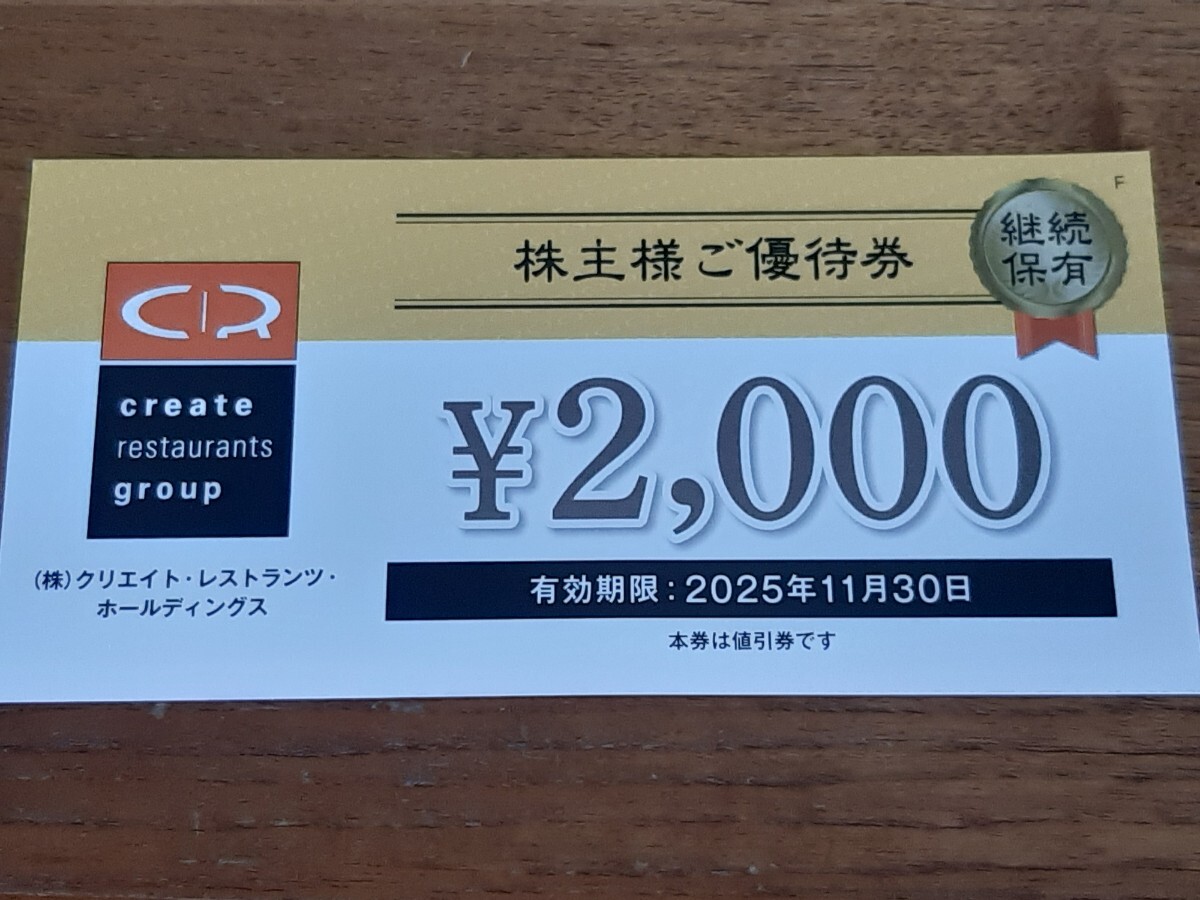 F
株主様ご優待券
継続
保有
CR
create
restaurants
group
¥2,000
(株)クリエイト・レストランツ・
ホールディングス
有効期限：2025年11月30日
本券は値引券です